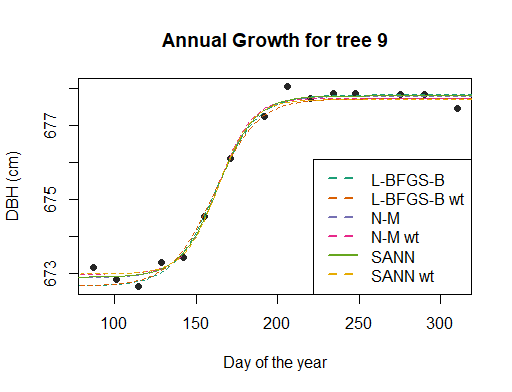 Annual Growth for tree 9
DBH (cm)
677
675
673
L-BFGS-B
L-BFGS-B wt
N-M
N-M wt
SANN
SANN wt
100 150 200 250 300
Day of the year